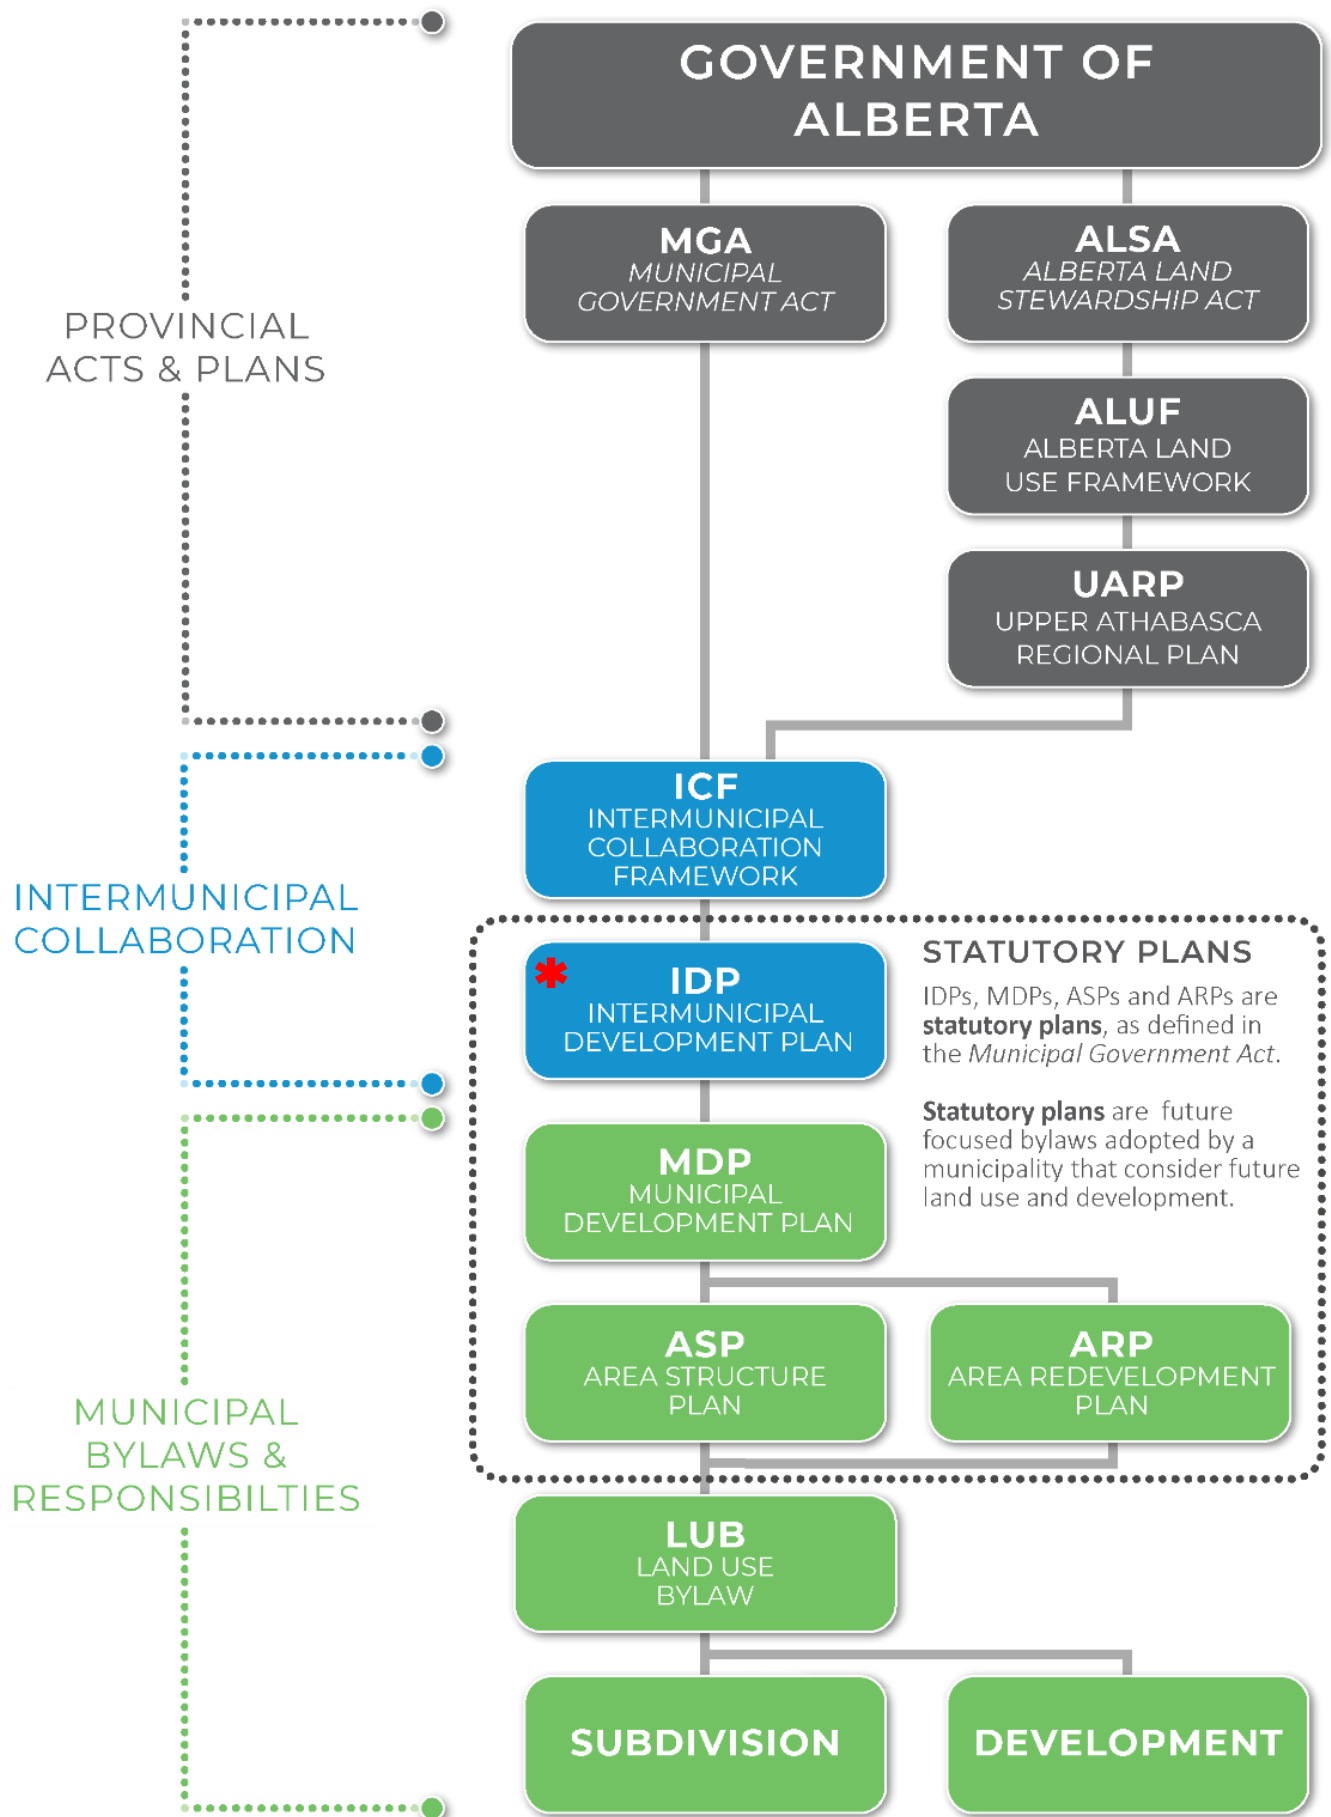 GOVERNMENT OF
ALBERTA
MGA
MUNICIPAL
GOVERNMENT ACT
ALSA
ALBERTA LAND
STEWARDSHIP ACT
PROVINCIAL
ACTS & PLANS
ALUF
ALBERTA LAND
USE FRAMEWORK
UARP
UPPER ATHABASCA
REGIONAL PLAN
ICF
INTERMUNICIPAL
COLLABORATION
FRAMEWORK
INTERMUNICIPAL
COLLABORATION
* IDP
INTERMUNICIPAL
DEVELOPMENT PLAN
STATUTORY PLANS
IDPs, MDPs, ASPs and ARPs are
statutory plans, as defined in
the Municipal Government Act.
Statutory plans are future
focused bylaws adopted by a
municipality that consider future
land use and development.
MDP
MUNICIPAL
DEVELOPMENT PLAN
ASP
AREA STRUCTURE
PLAN
ARP
AREA REDEVELOPMENT
PLAN
MUNICIPAL
BYLAWS &
RESPONSIBILTIES
LUB
LAND USE
BYLAW
SUBDIVISION
DEVELOPMENT